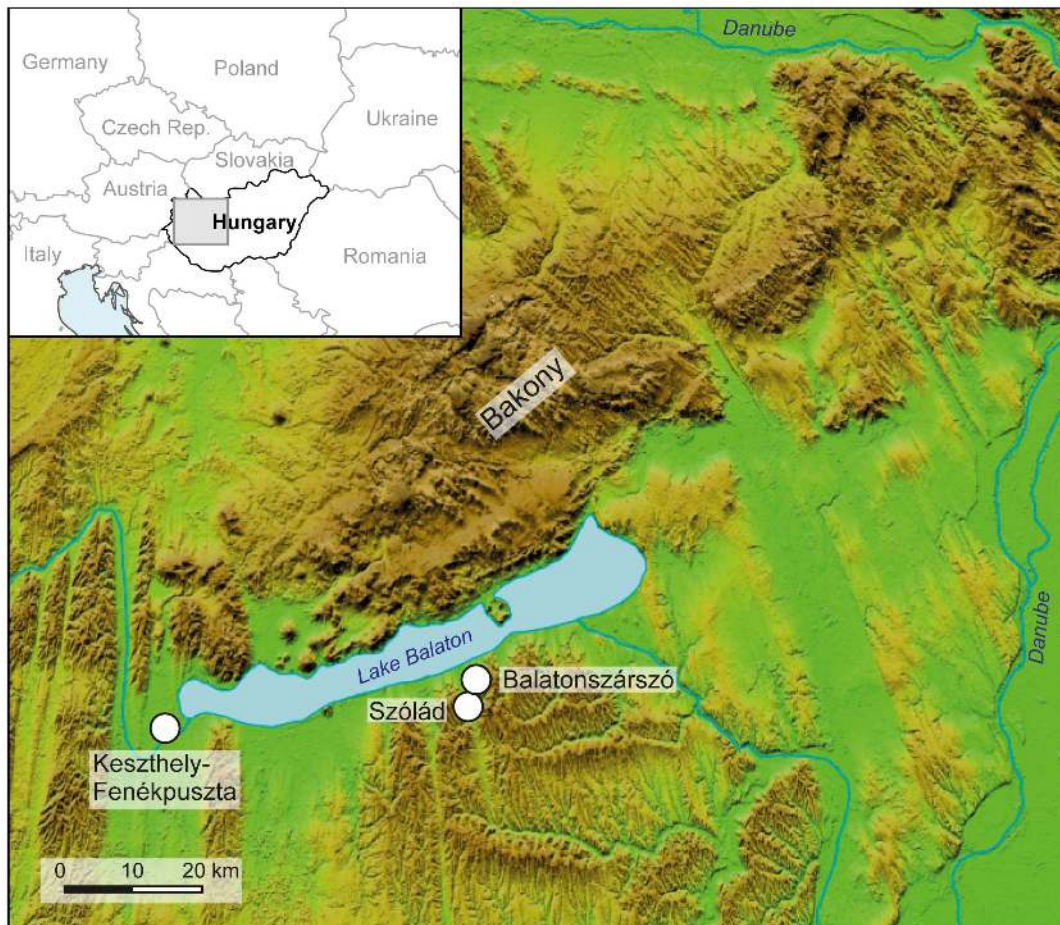 Germany
Poland
Ukraine
Czech Rep.
Slovakia
Austria
Hungary
Italy
Romania
Danube
Bakony
Danube
Lake Balaton
Balatonszárszó
Szólád
Keszthely-
Fenékpuszta
0 10 20 km